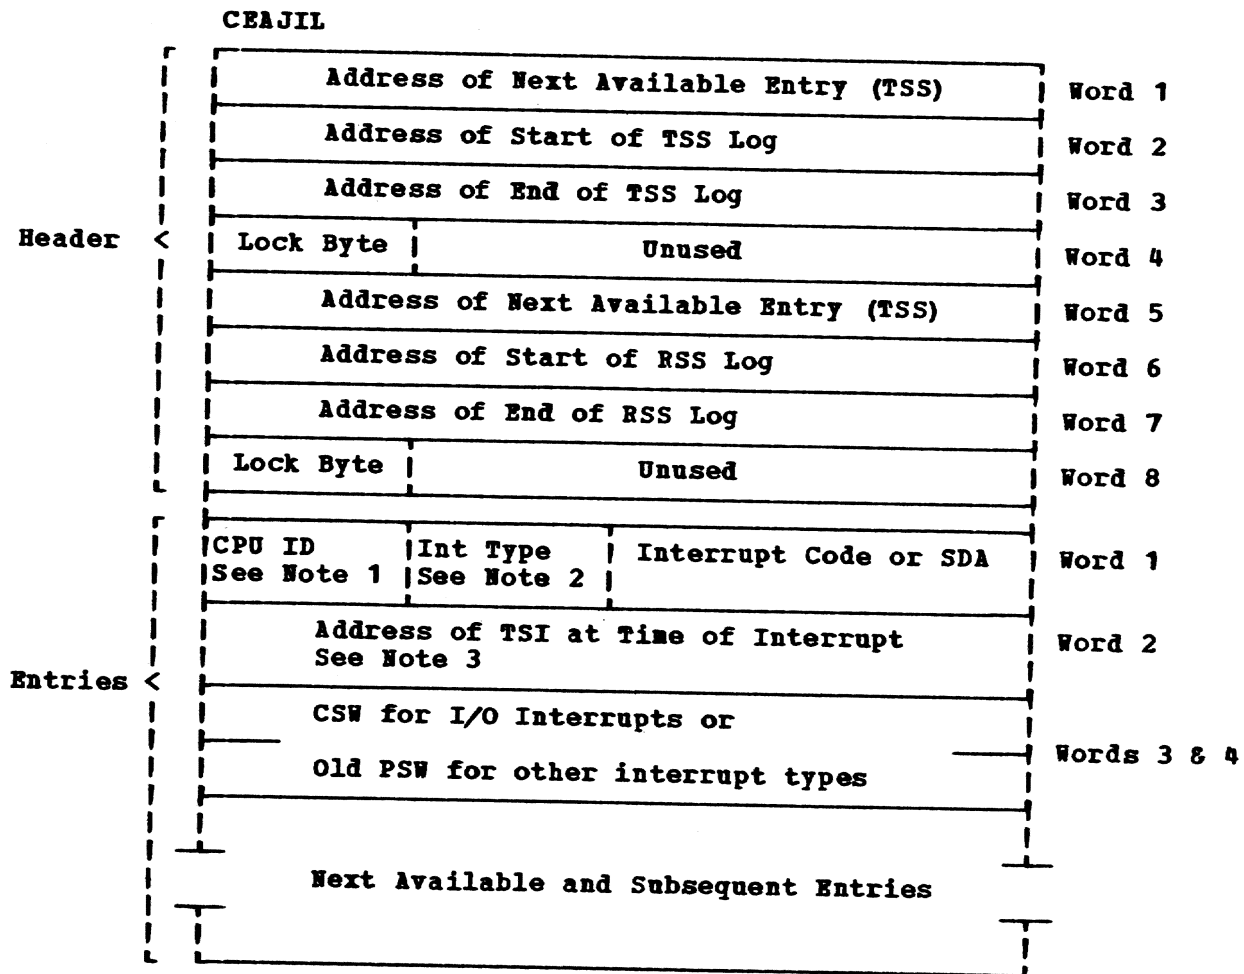 CEAJIL
Address of Next Available Entry (TSS) Word 1
Address of Start of TSS Log Word 2
Address of End of TSS Log Word 3
Header < Lock Byte Unused Word 4
Address of Next Available Entry (TSS) Word 5
Address of Start of RSS Log Word 6
Address of End of RSS Log Word 7
Lock Byte Unused Word 8
CPU ID Int Type Interrupt Code or SDA Word 1
See Note 1 See Note 2
Address of TSI at Time of Interrupt Word 2
See Note 3
Entries <
CSW for I/O Interrupts or
Words 3 & 4
Old PSW for other interrupt types
Next Available and Subsequent Entries